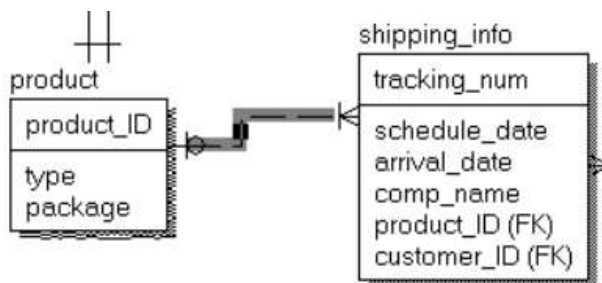 product
product_ID
type
package
shipping_info
tracking_num
schedule_date
arrival_date
comp_name
product_ID (FK)
customer_ID (FK)